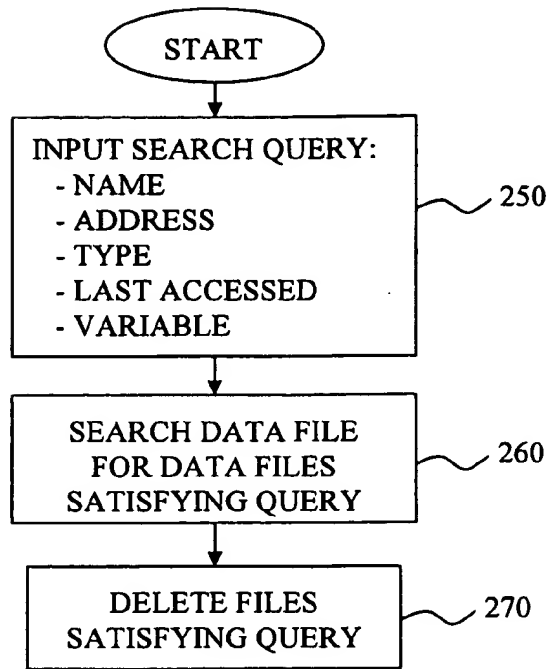 START
INPUT SEARCH QUERY:
- NAME
- ADDRESS
- TYPE
- LAST ACCESSED
- VARIABLE
250
SEARCH DATA FILE
FOR DATA FILES
SATISFYING QUERY
260
DELETE FILES
SATISFYING QUERY
270